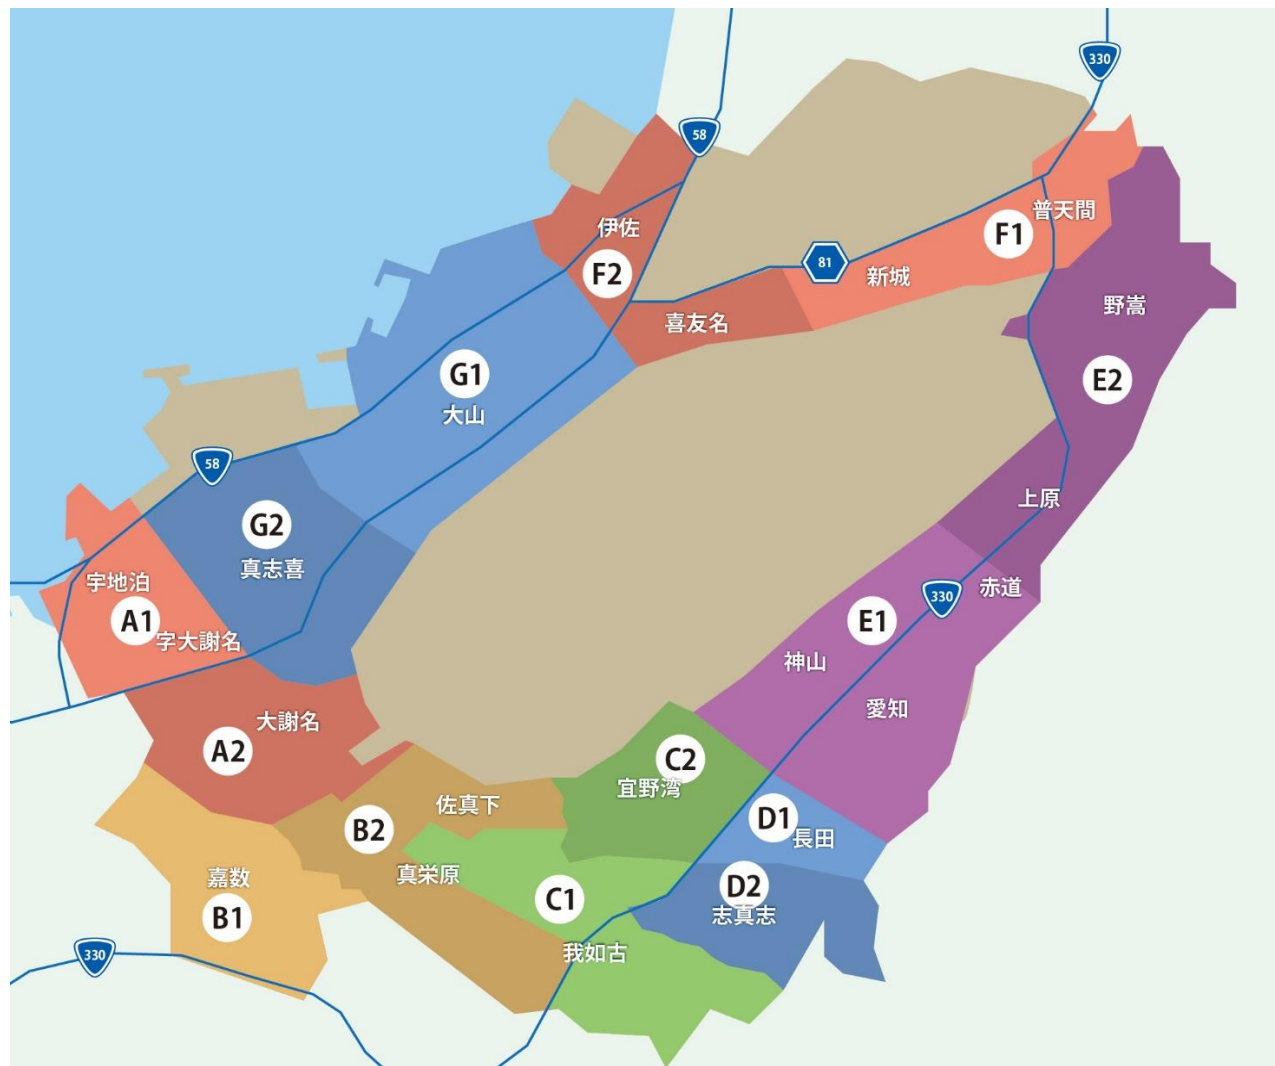 330
58
伊佐
F2
81
F1
普天間
新城
喜友名
野嵩
E2
G1
大山
58
G2
真志喜
上原
宇地泊
A1
字大謝名
330
赤道
E1
神山
愛知
大謝名
A2
C2
宜野湾
佐真下
B2
D1
長田
真栄原
嘉数
B1
C1
D2
志真志
我如古
330